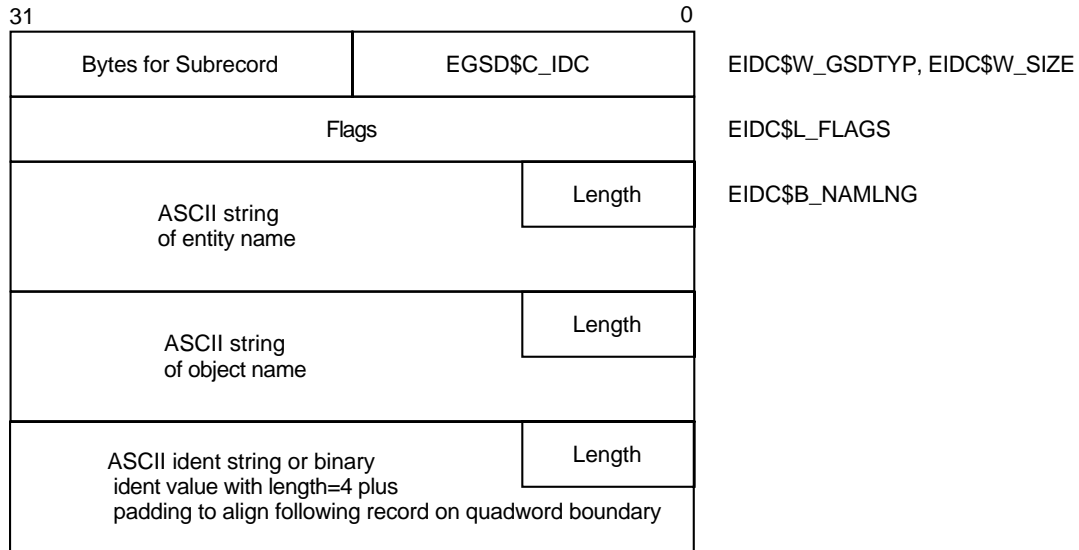 31 0
Bytes for Subrecord EGSD$C_IDC EIDC$W_GSDTYP, EIDC$W_SIZE
Flags EIDC$L_FLAGS
Length EIDC$B_NAMLNG
ASCII string
of entity name
Length
ASCII string
of object name
Length
ASCII ident string or binary
ident value with length=4 plus
padding to align following record on quadword boundary